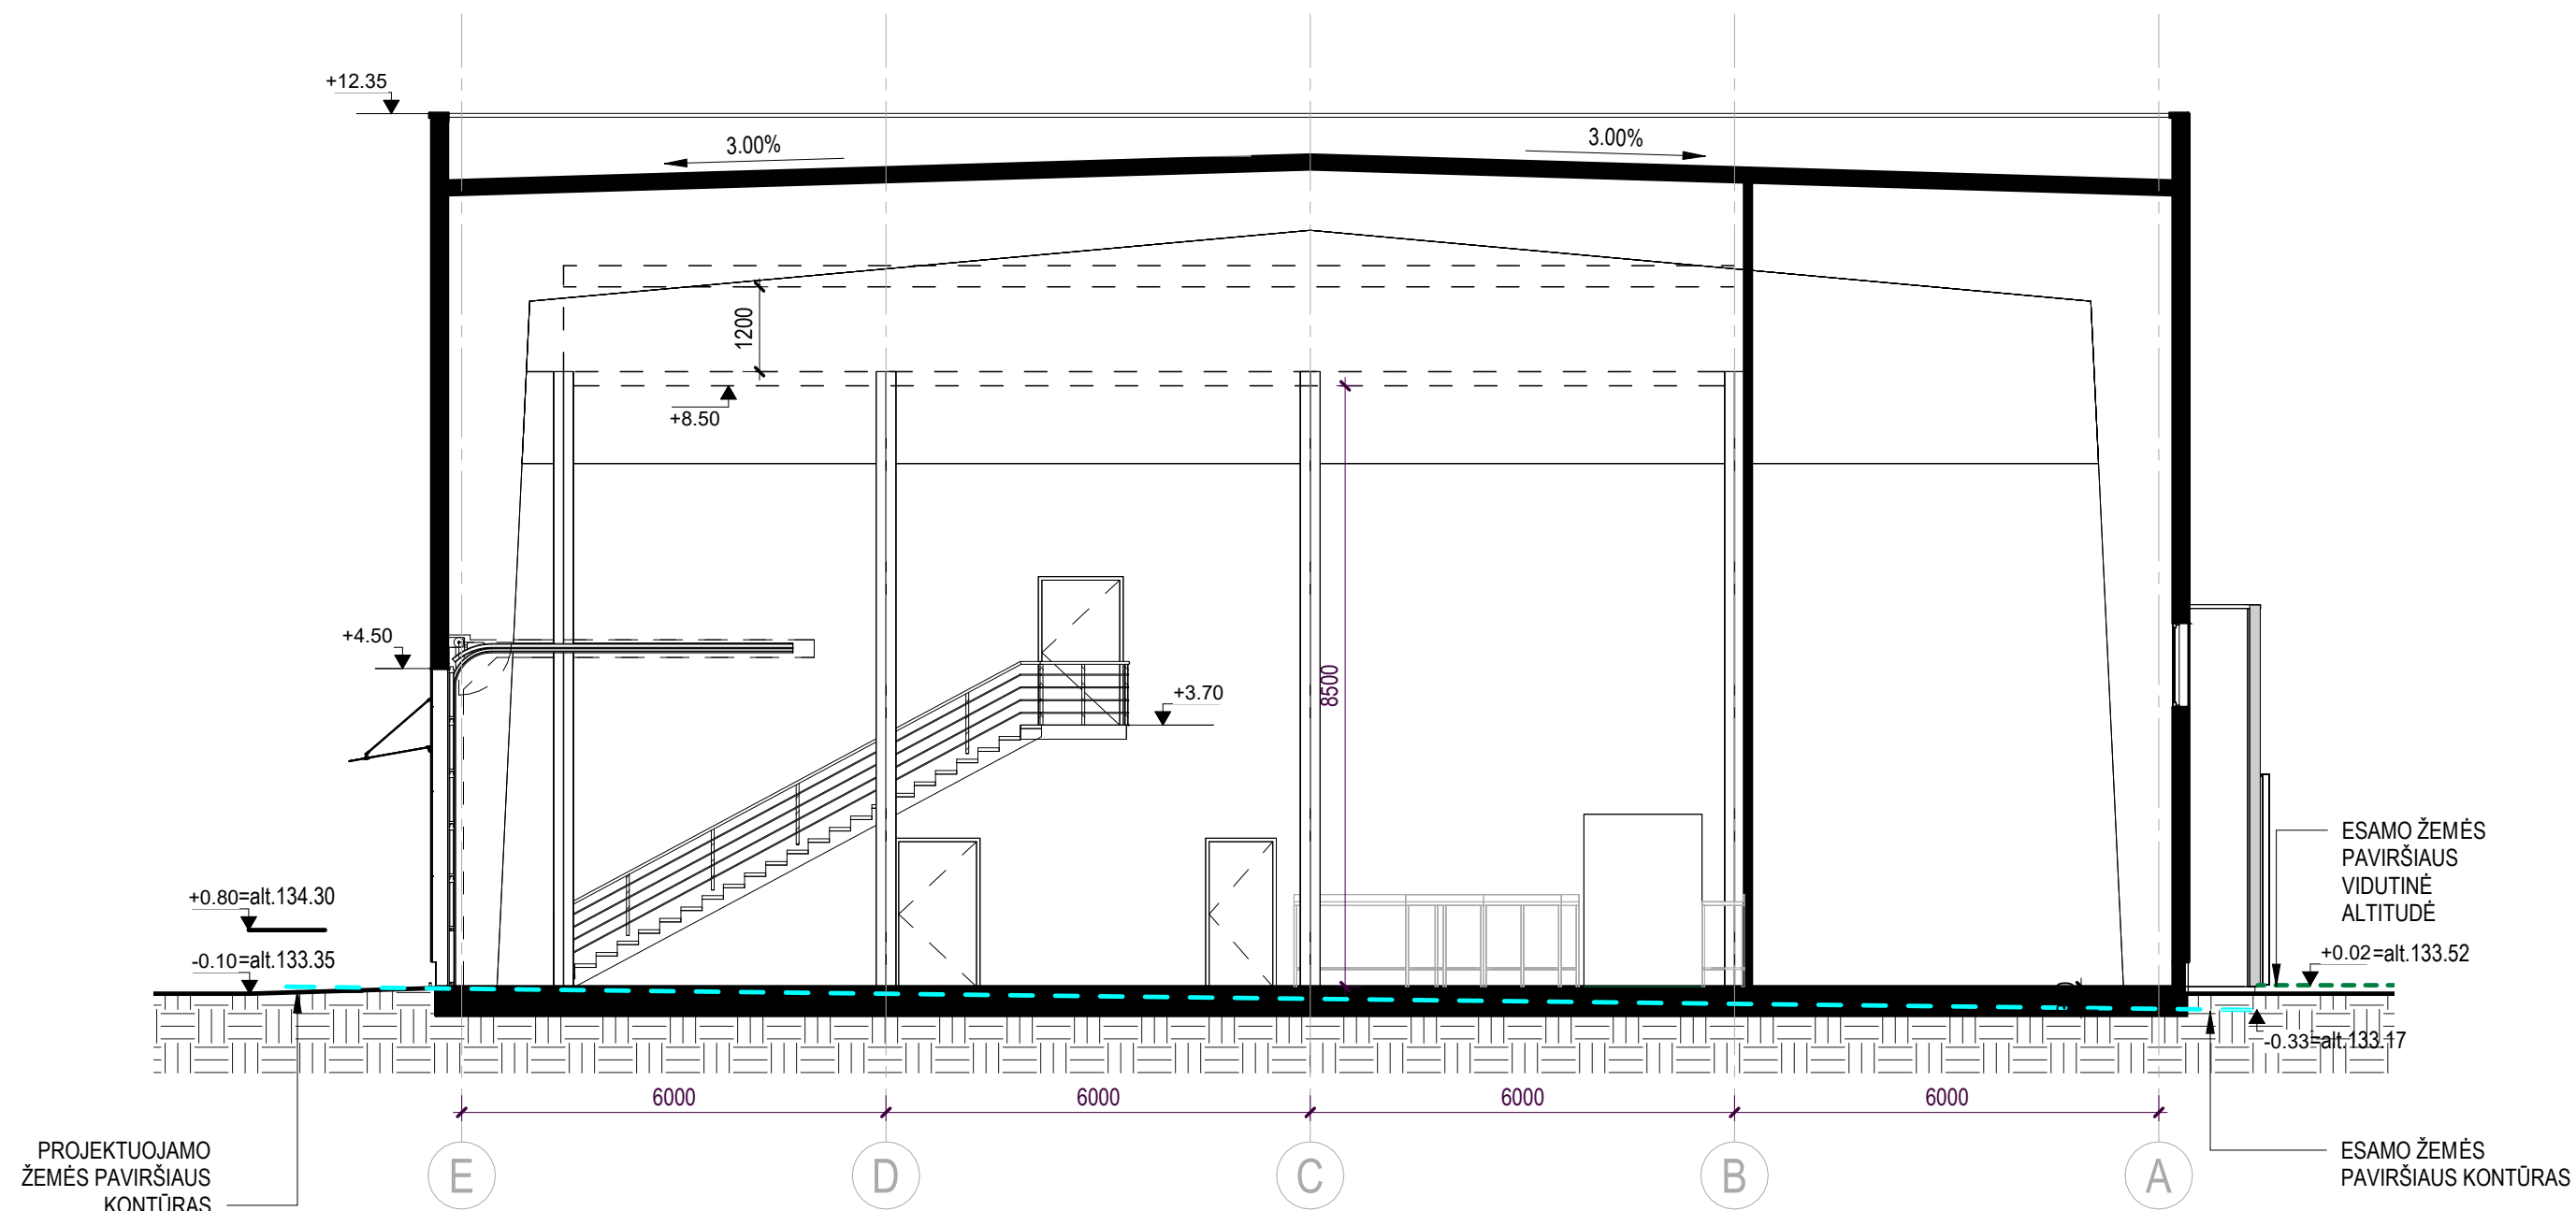 +12.35
3.00%
3.00%
1200
+8.50
+4.50
8500
+3.70
ESAMO ŽEMĖS
PAVIRŠIAUS
VIDUTINĖ
ALTITUDĖ
+0.80=alt.134.30
-0.10=alt.133.35
+0.02=alt.133.52
-0.33=alt.133.17
6000
6000
6000
6000
PROJEKTUOJAMO
ŽEMĖS PAVIRŠIAUS
KONTŪRAS
E
D
C
B
A
ESAMO ŽEMĖS
PAVIRŠIAUS KONTŪRAS